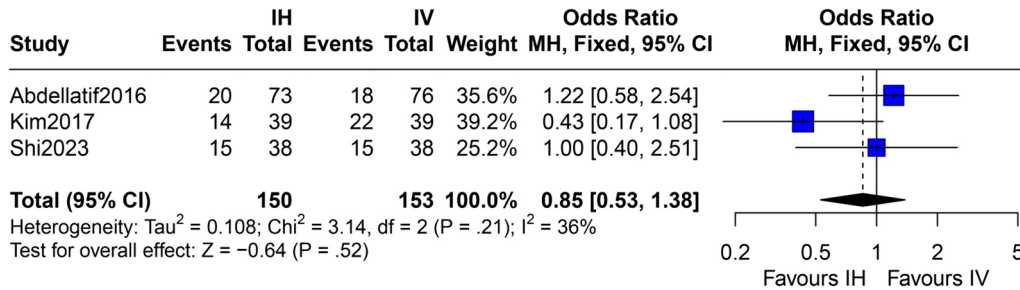 IH IV Odds Ratio Odds Ratio
Study Events Total Events Total Weight MH, Fixed, 95% CI MH, Fixed, 95% CI
Abdellatif2016 20 73 18 76 35.6% 1.22 [0.58, 2.54]
Kim2017 14 39 22 39 39.2% 0.43 [0.17, 1.08]
Shi2023 15 38 15 38 25.2% 1.00 [0.40, 2.51]
Total (95% CI) 150 153 100.0% 0.85 [0.53, 1.38]
Heterogeneity: Tau² = 0.108; Chi² = 3.14, df = 2 (P = .21); I² = 36%
Test for overall effect: Z = −0.64 (P = .52)
0.2 0.5 1 2 5
Favours IH Favours IV